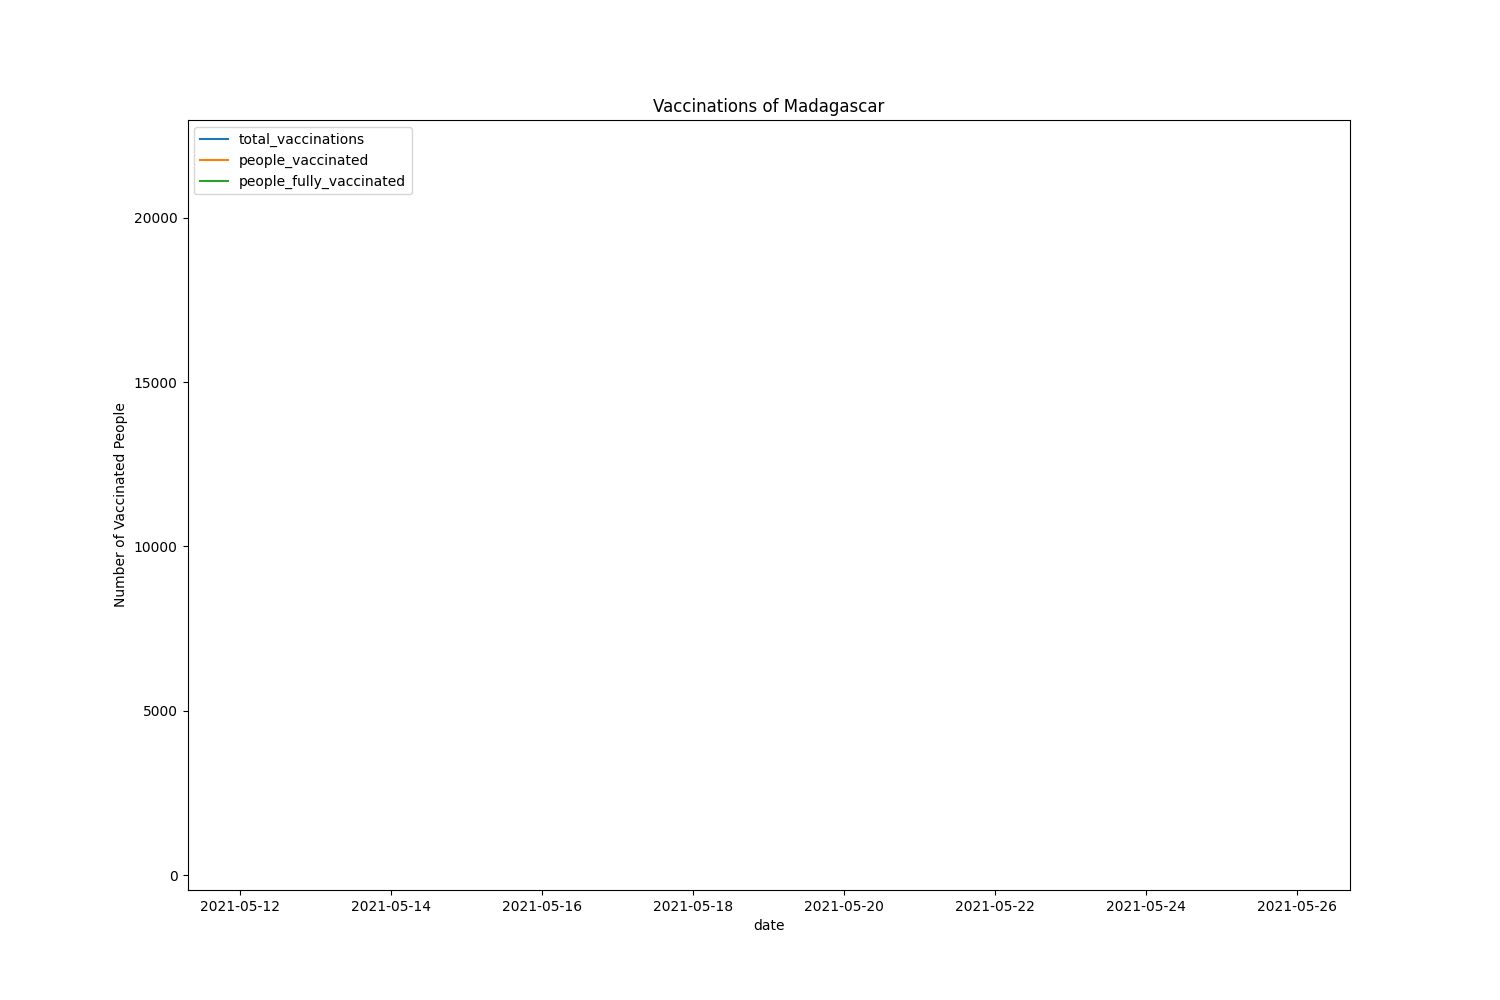 Vaccinations of Madagascar
total_vaccinations
people_vaccinated
people_fully_vaccinated
20000
15000
10000
5000
0
Number of Vaccinated People
2021-05-12 2021-05-14 2021-05-16 2021-05-18 2021-05-20 2021-05-22 2021-05-24 2021-05-26
date